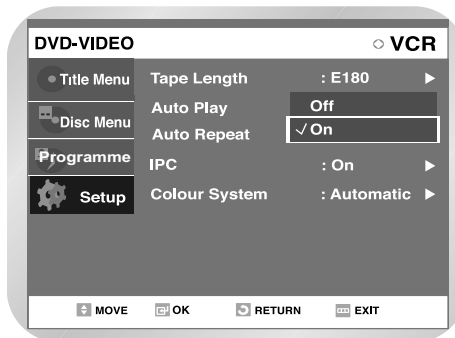 DVD-VIDEO VCR
Title Menu
Disc Menu
Programme
Setup
Tape Length : E180 ►
Auto Play Off
Auto Repeat ✓ On
IPC : On ►
Colour System : Automatic ►
MOVE OK RETURN EXIT